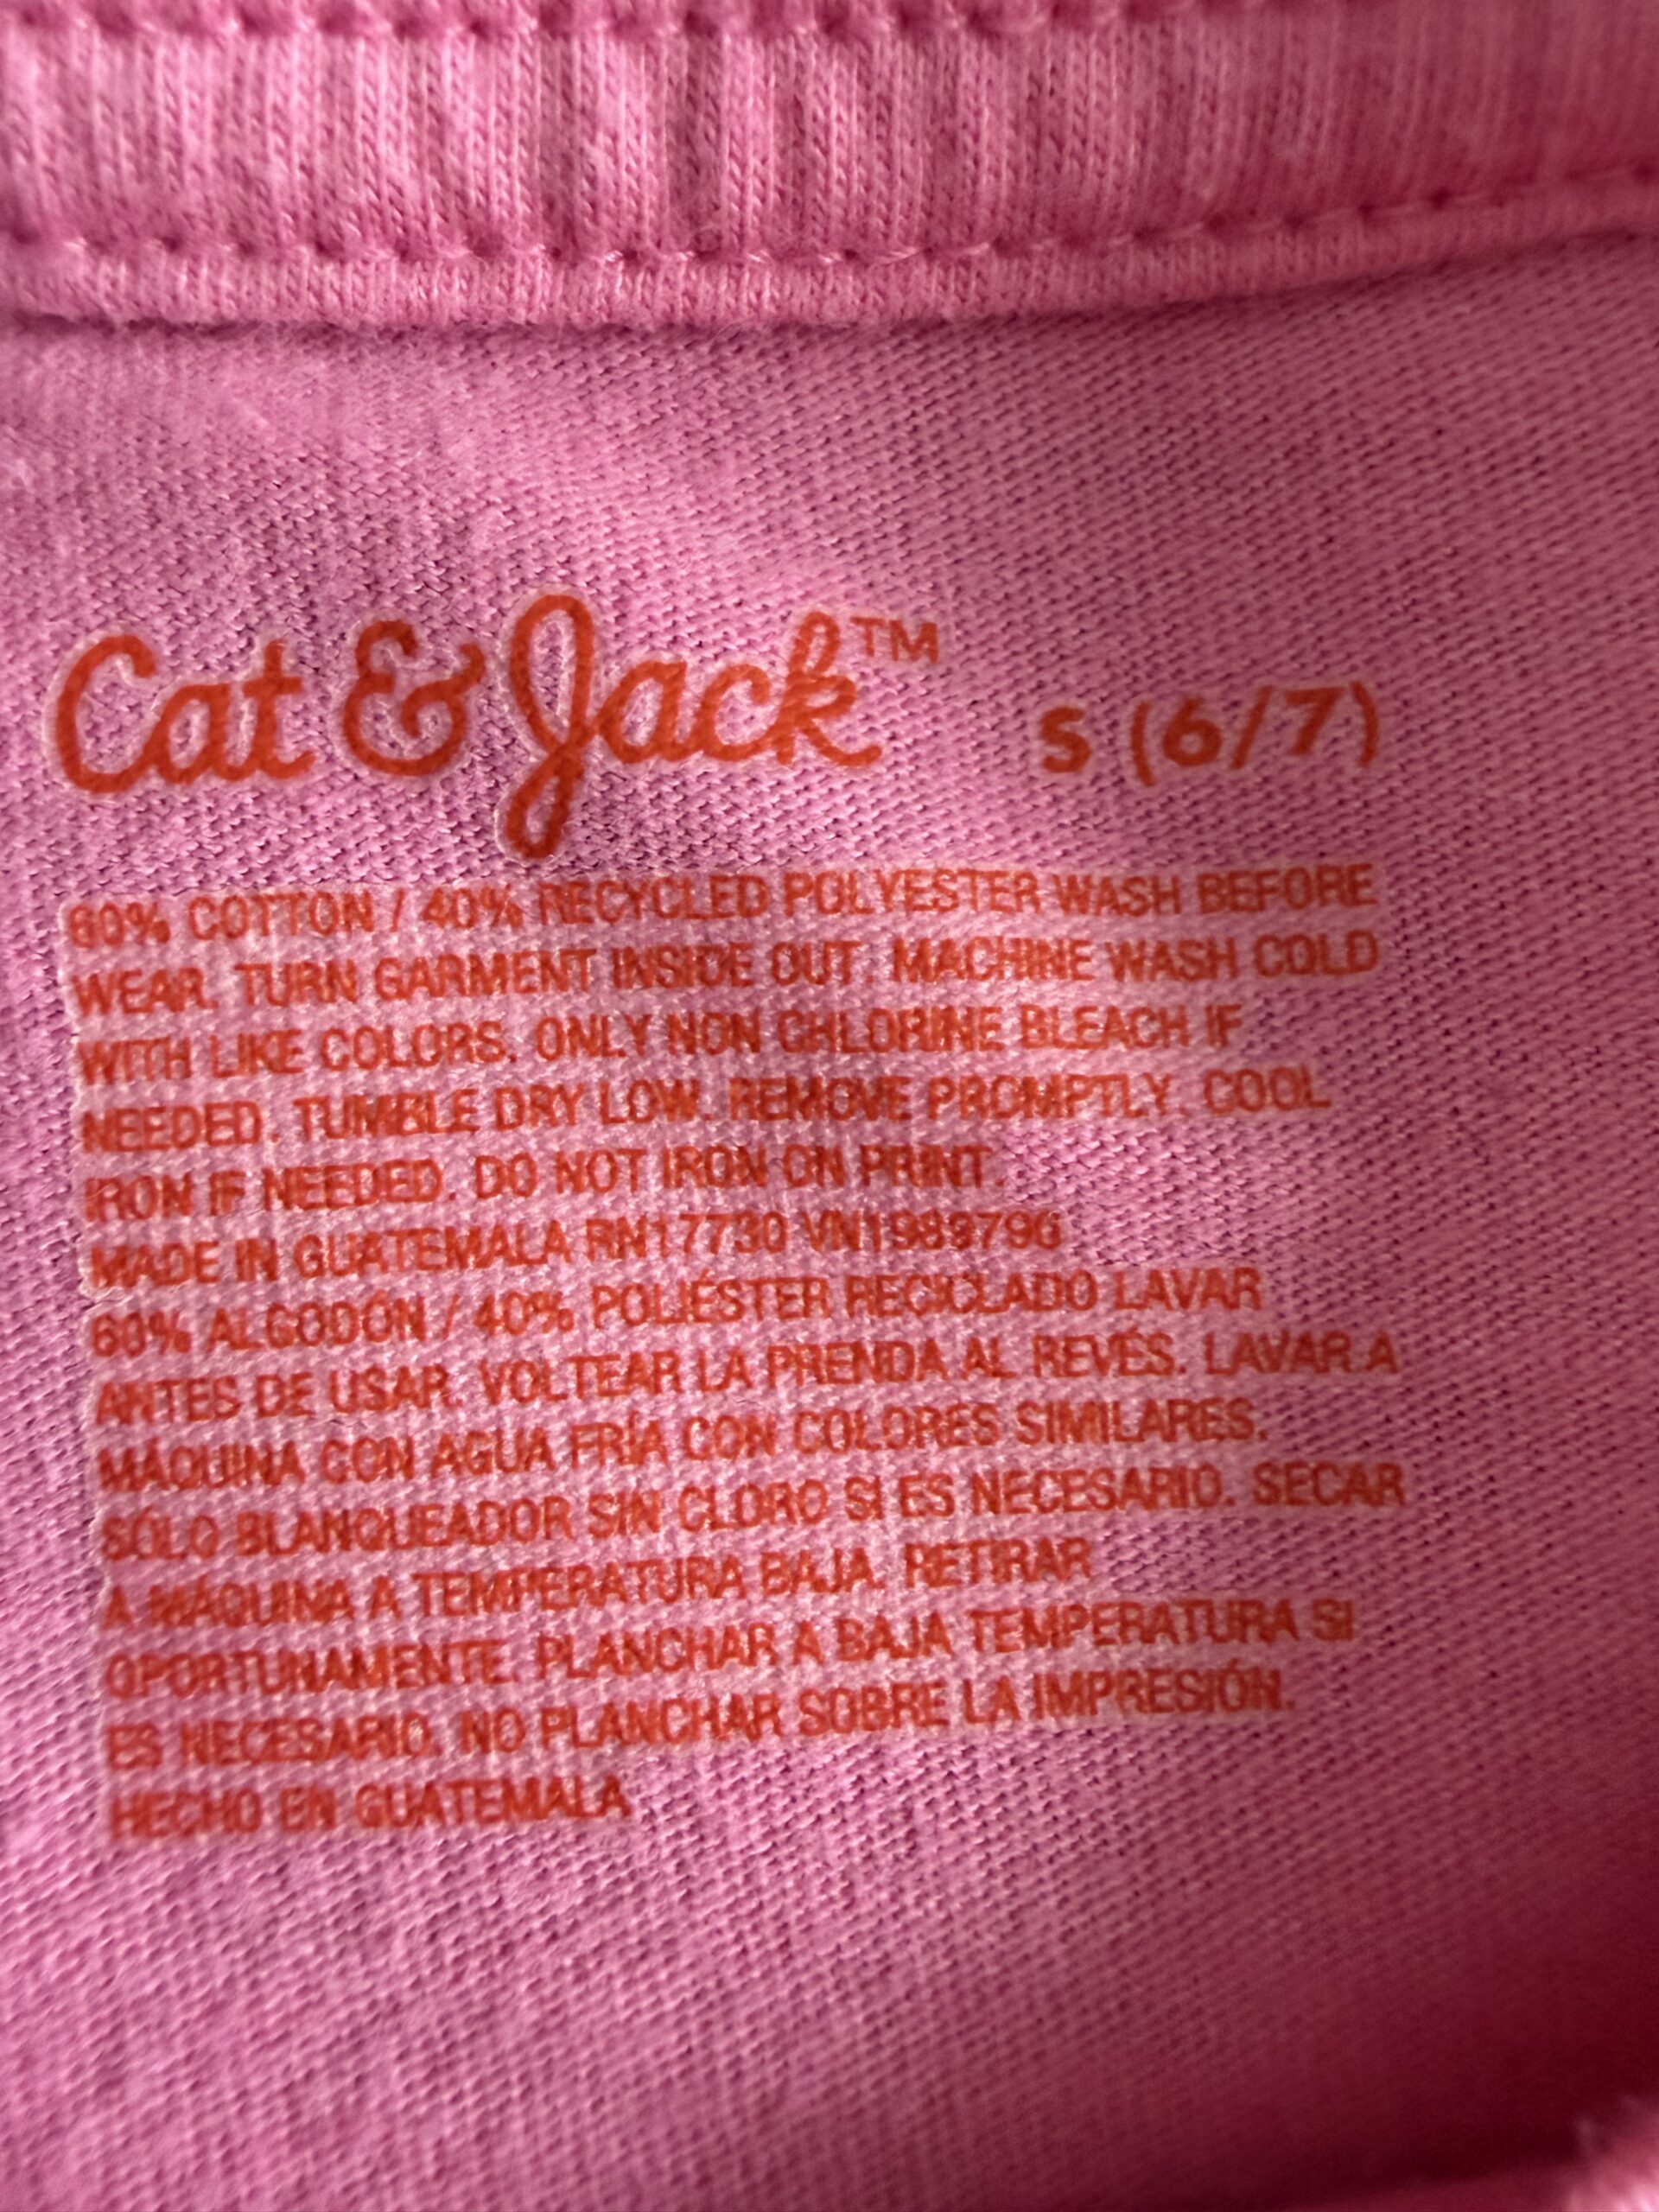 Cat & Jack™ S (6/7)
60% COTTON / 40% RECYCLED POLYESTER WASH BEFORE
WEAR. TURN GARMENT INSIDE OUT. MACHINE WASH COLD
WITH LIKE COLORS. ONLY NON CHLORINE BLEACH IF
NEEDED. TUMBLE DRY LOW. REMOVE PROMPTLY. COOL
IRON IF NEEDED. DO NOT IRON ON PRINT.
MADE IN GUATEMALA RN17730
60% ALGODÓN / 40% POLIÉSTER RECICLADO LAVAR
ANTES DE USAR. VOLTEAR LA PRENDA AL REVÉS. LAVAR A
MÁQUINA CON AGUA FRÍA CON COLORES SIMILARES.
SÓLO BLANQUEADOR SIN CLORO SI ES NECESARIO. SECAR
A MÁQUINA A TEMPERATURA BAJA. RETIRAR
OPORTUNAMENTE. PLANCHAR A BAJA TEMPERATURA SI
ES NECESARIO. NO PLANCHAR SOBRE LA IMPRESIÓN.
HECHO EN GUATEMALA